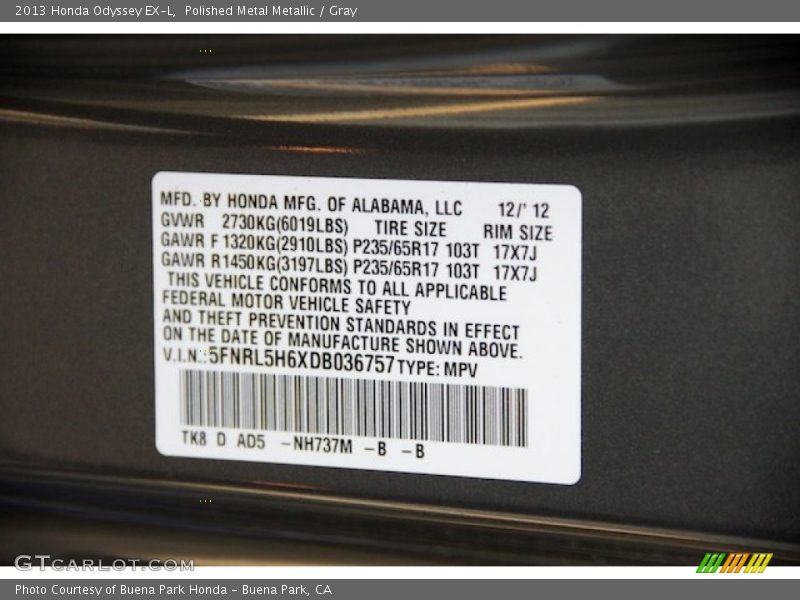 2013 Honda Odyssey EX-L, Polished Metal Metallic / Gray
MFD. BY HONDA MFG. OF ALABAMA, LLC 12/' 12
GVWR 2730KG(6019LBS) TIRE SIZE RIM SIZE
GAWR F 1320KG(2910LBS) P235/65R17 103T 17X7J
GAWR R1450KG(3197LBS) P235/65R17 103T 17X7J
THIS VEHICLE CONFORMS TO ALL APPLICABLE
FEDERAL MOTOR VEHICLE SAFETY
AND THEFT PREVENTION STANDARDS IN EFFECT
ON THE DATE OF MANUFACTURE SHOWN ABOVE.
V.I.N.:5FNRL5H6XDB036757 TYPE: MPV
TK8 D AD5 -NH737M -B -B
GTCARLOT.COM
Photo Courtesy of Buena Park Honda - Buena Park, CA